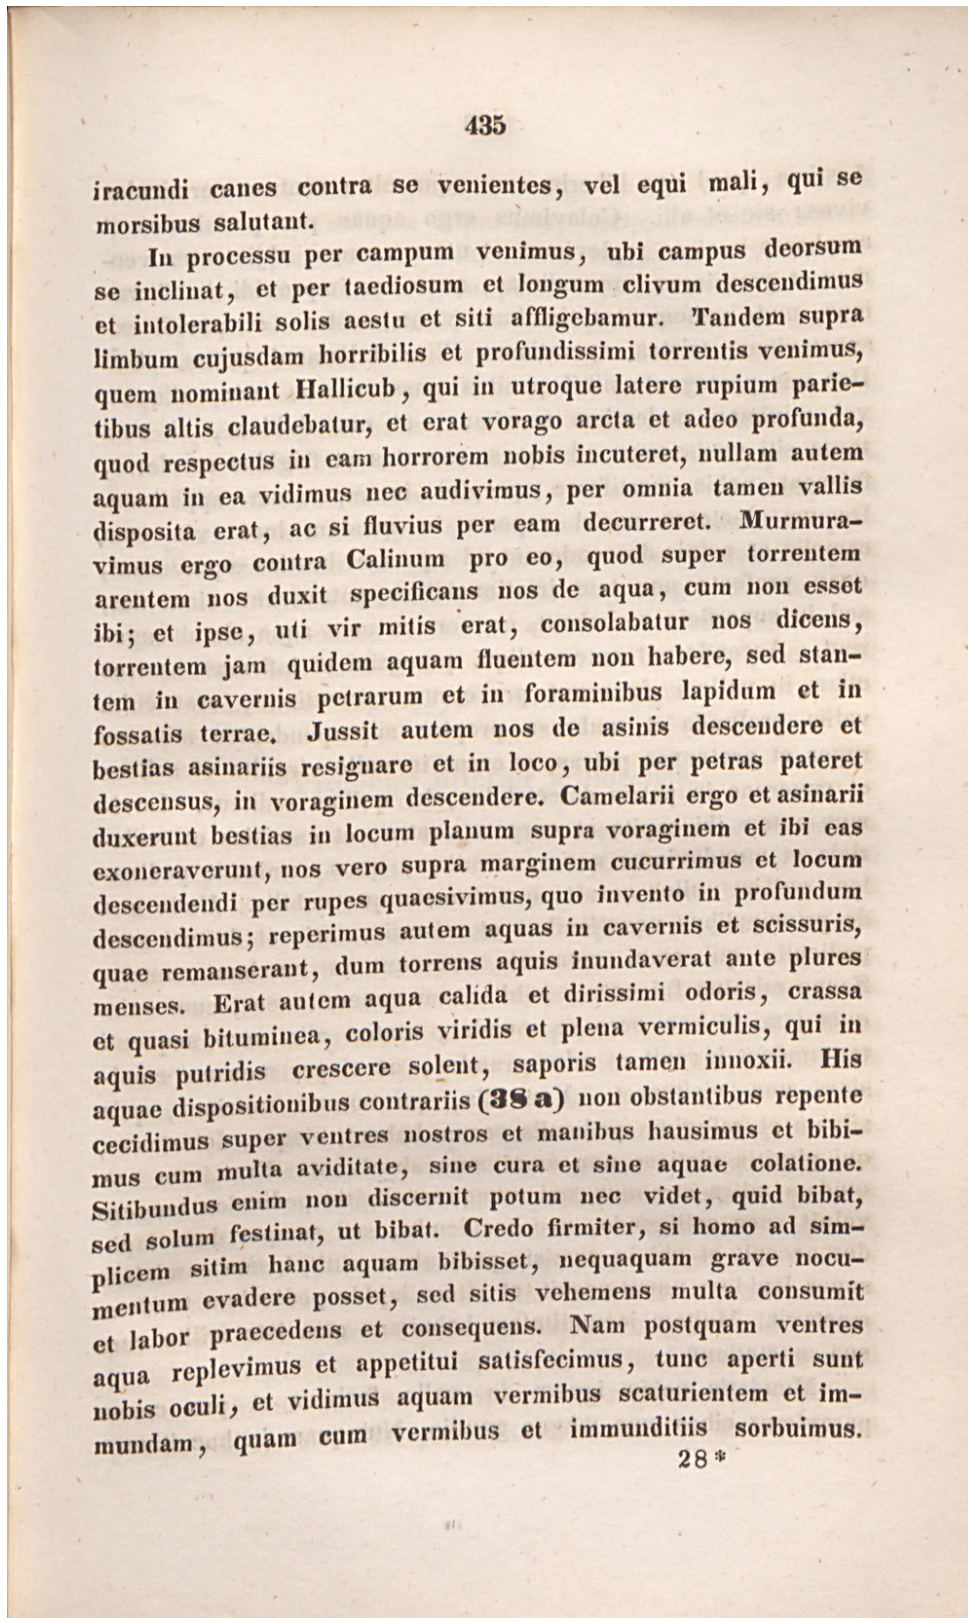 435
iracundi canes contra se venientes, vel equi mali, qui se
morsibus salutant.
In processu per campum venimus, ubi campus deorsum
se inclinat, et per taediosum et longum clivum descendimus
et intolerabili solis aestu et siti affligebamur. Tandem supra
limbum cujusdam horribilis et profundissimi torrentis venimus,
quem nominant Hallicub, qui in utroque latere rupium parie-
tibus altis claudebatur, et erat vorago arcta et adeo profunda,
quod respectus in eam horrorem nobis incuteret, nullam autem
aquam in ea vidimus nec audivimus, per omnia tamen vallis
disposita erat, ac si fluvius per eam decurreret. Murmura-
vimus ergo contra Calinum pro eo, quod super torrentem
arentem nos duxit specificans nos de aqua, cum non esset
ibi; et ipse, uti vir mitis erat, consolabatur nos dicens,
torrentem jam quidem aquam fluentem non habere, sed stan-
tem in cavernis petrarum et in foraminibus lapidum et in
fossatis terrae. Jussit autem nos de asinis descendere et
bestias asinariis resignare et in loco, ubi per petras pateret
descensus, in voraginem descendere. Camelarii ergo et asinarii
duxerunt bestias in locum planum supra voraginem et ibi eas
exoneraverunt, nos vero supra marginem cucurrimus et locum
descendendi per rupes quaesivimus, quo invento in profundum
descendimus; reperimus autem aquas in cavernis et scissuris,
quae remanserant, dum torrens aquis inundaverat ante plures
menses. Erat autem aqua calida et dirissimi odoris, crassa
et quasi bituminea, coloris viridis et plena vermiculis, qui in
aquis putridis crescere solent, saporis tamen innoxii. His
aquae dispositionibus contrariis (38 a) non obstantibus repente
cecidimus super ventres nostros et manibus hausimus et bibi-
mus cum multa aviditate, sine cura et sine aquae colatione.
Sitibundus enim non discernit potum nec videt, quid bibat,
sed solum festinat, ut bibat. Credo firmiter, si homo ad sim-
plicem sitim hanc aquam bibisset, nequaquam grave nocu-
mentum evadere posset, sed sitis vehemens multa consumit
et labor praecedens et consequens. Nam postquam ventres
aqua replevimus et appetitui satisfecimus, tunc aperti sunt
nobis oculi, et vidimus aquam vermibus scaturientem et im-
mundam, quam cum vermibus et immunditiis sorbuimus.
28*